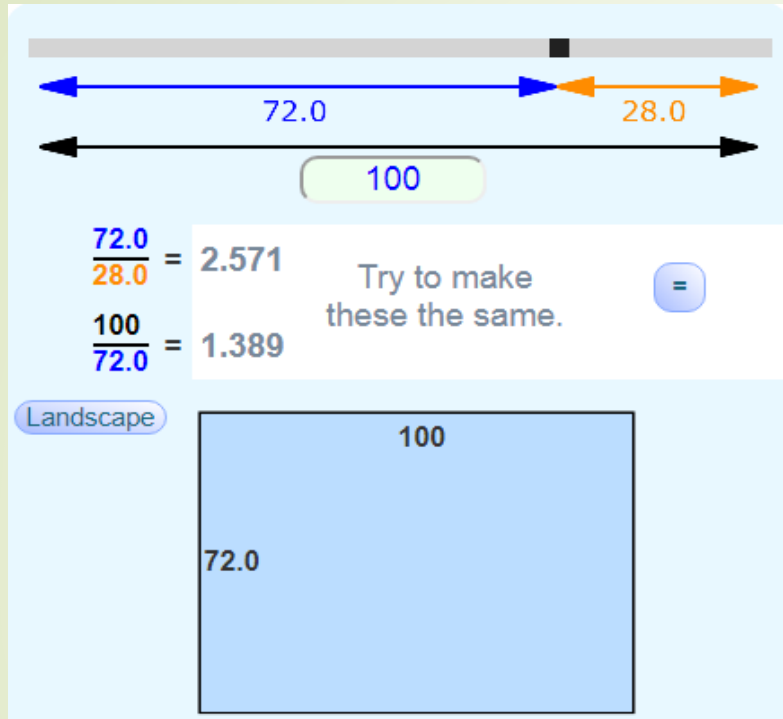 72.0 28.0
100
72.0
28.0 = 2.571
100
72.0 = 1.389
Try to make
these the same.
=
Landscape
100
72.0